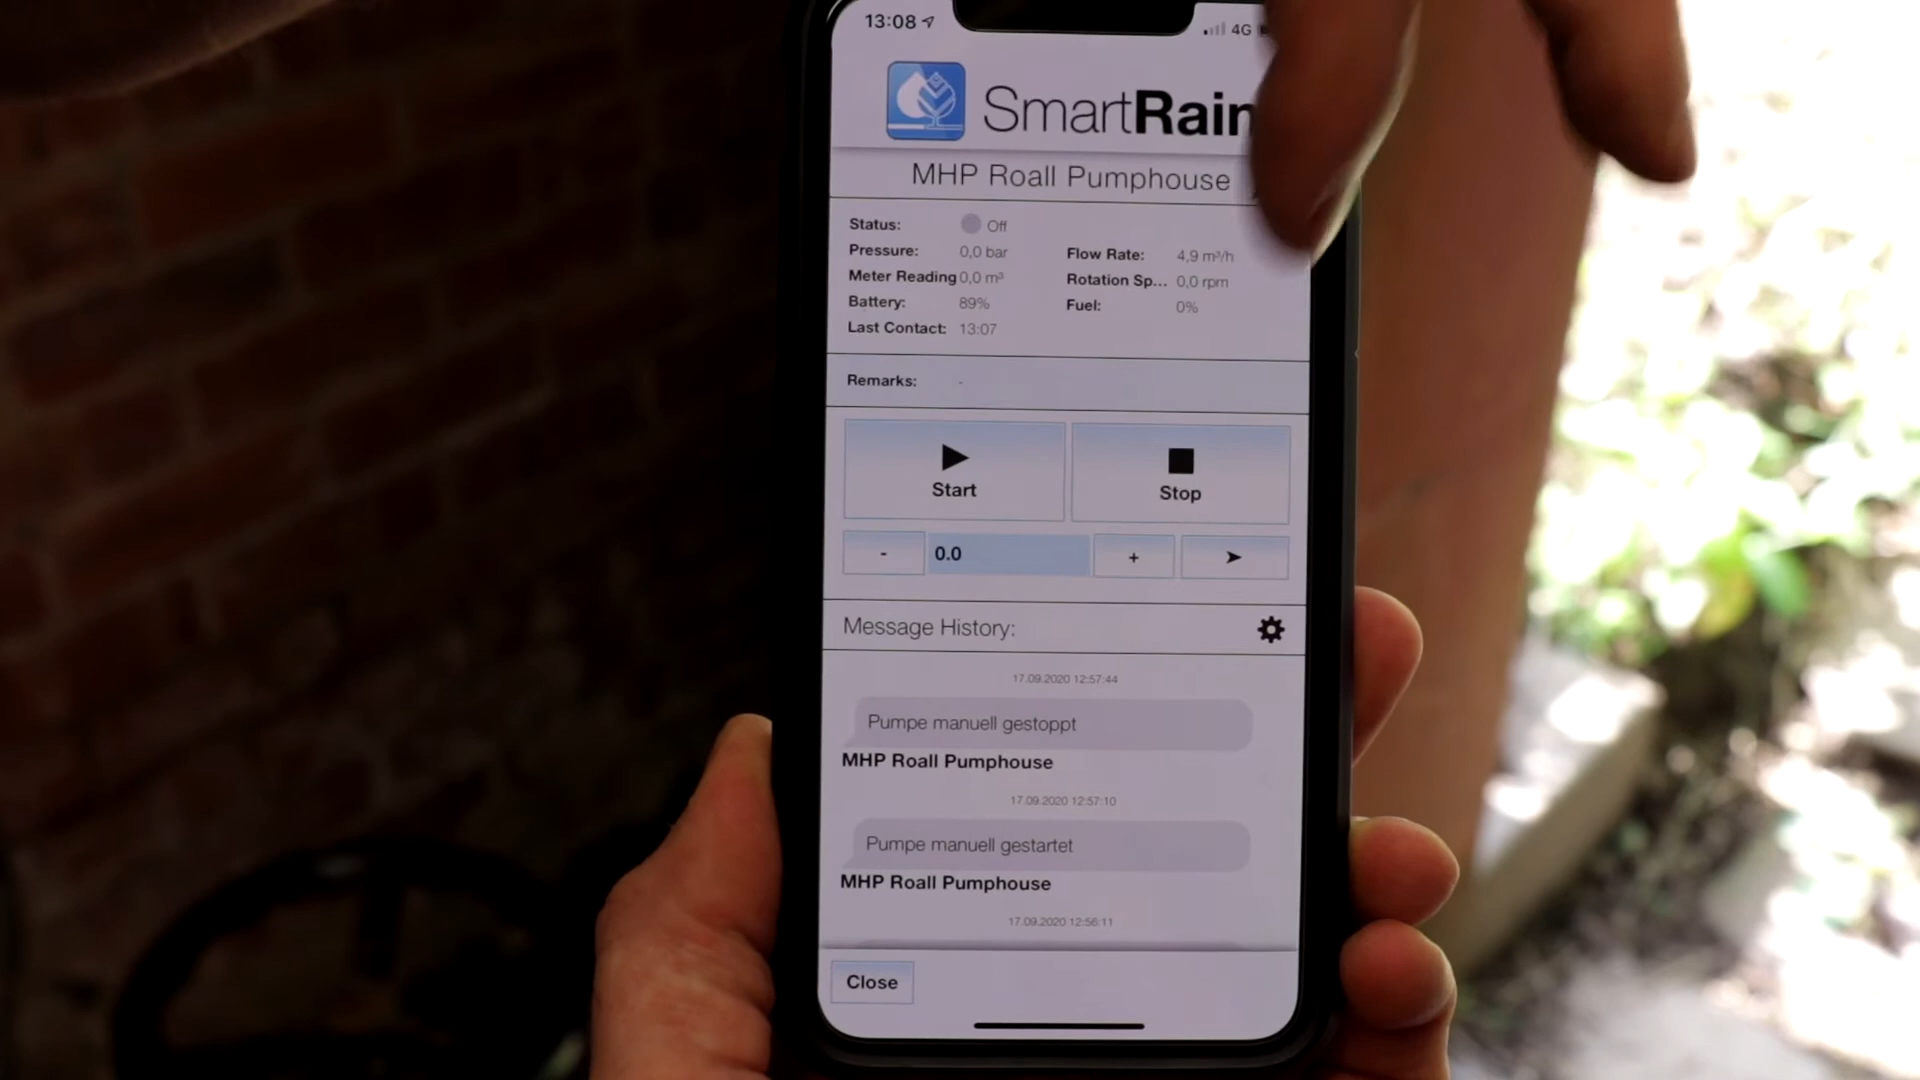 13:08
4G
SmartRain
MHP Roall Pumphouse
Status: Off
Pressure: 0,0 bar Flow Rate: 4,9 m³/h
Meter Reading 0,0 m³ Rotation Sp... 0,0 rpm
Battery: 89% Fuel: 0%
Last Contact: 13:07
Remarks: -
Start
Stop
- 0.0 +
Message History:
17.09.2020 12:57:44
Pumpe manuell gestoppt
MHP Roall Pumphouse
17.09.2020 12:57:10
Pumpe manuell gestartet
MHP Roall Pumphouse
17.09.2020 12:56:11
Close